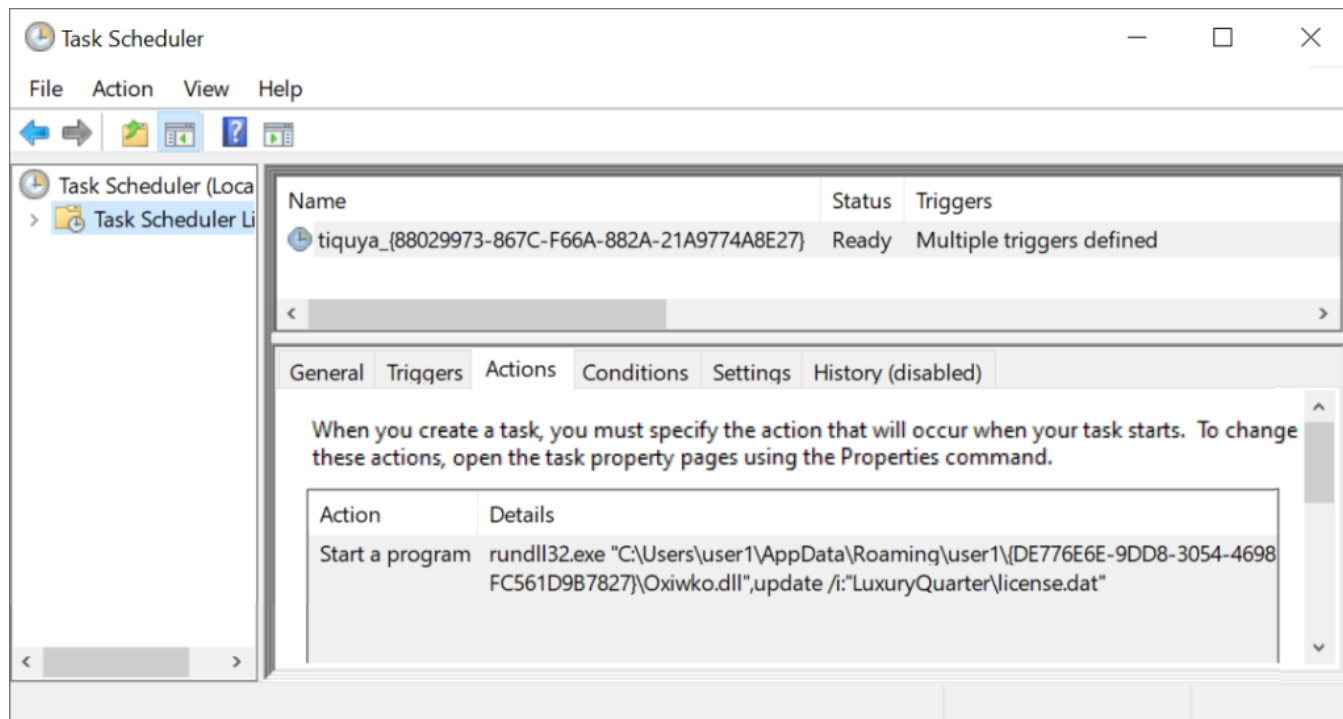 Task Scheduler
File Action View Help
Task Scheduler (Loca
Task Scheduler Li
Name Status Triggers
tiquya_{88029973-867C-F66A-882A-21A9774A8E27} Ready Multiple triggers defined
General Triggers Actions Conditions Settings History (disabled)
When you create a task, you must specify the action that will occur when your task starts. To change
these actions, open the task property pages using the Properties command.
Action Details
Start a program rundll32.exe "C:\Users\user1\AppData\Roaming\user1\{DE776E6E-9DD8-3054-4698
FC561D9B7827}\Oxiwko.dll",update /i:"LuxuryQuarter\license.dat"